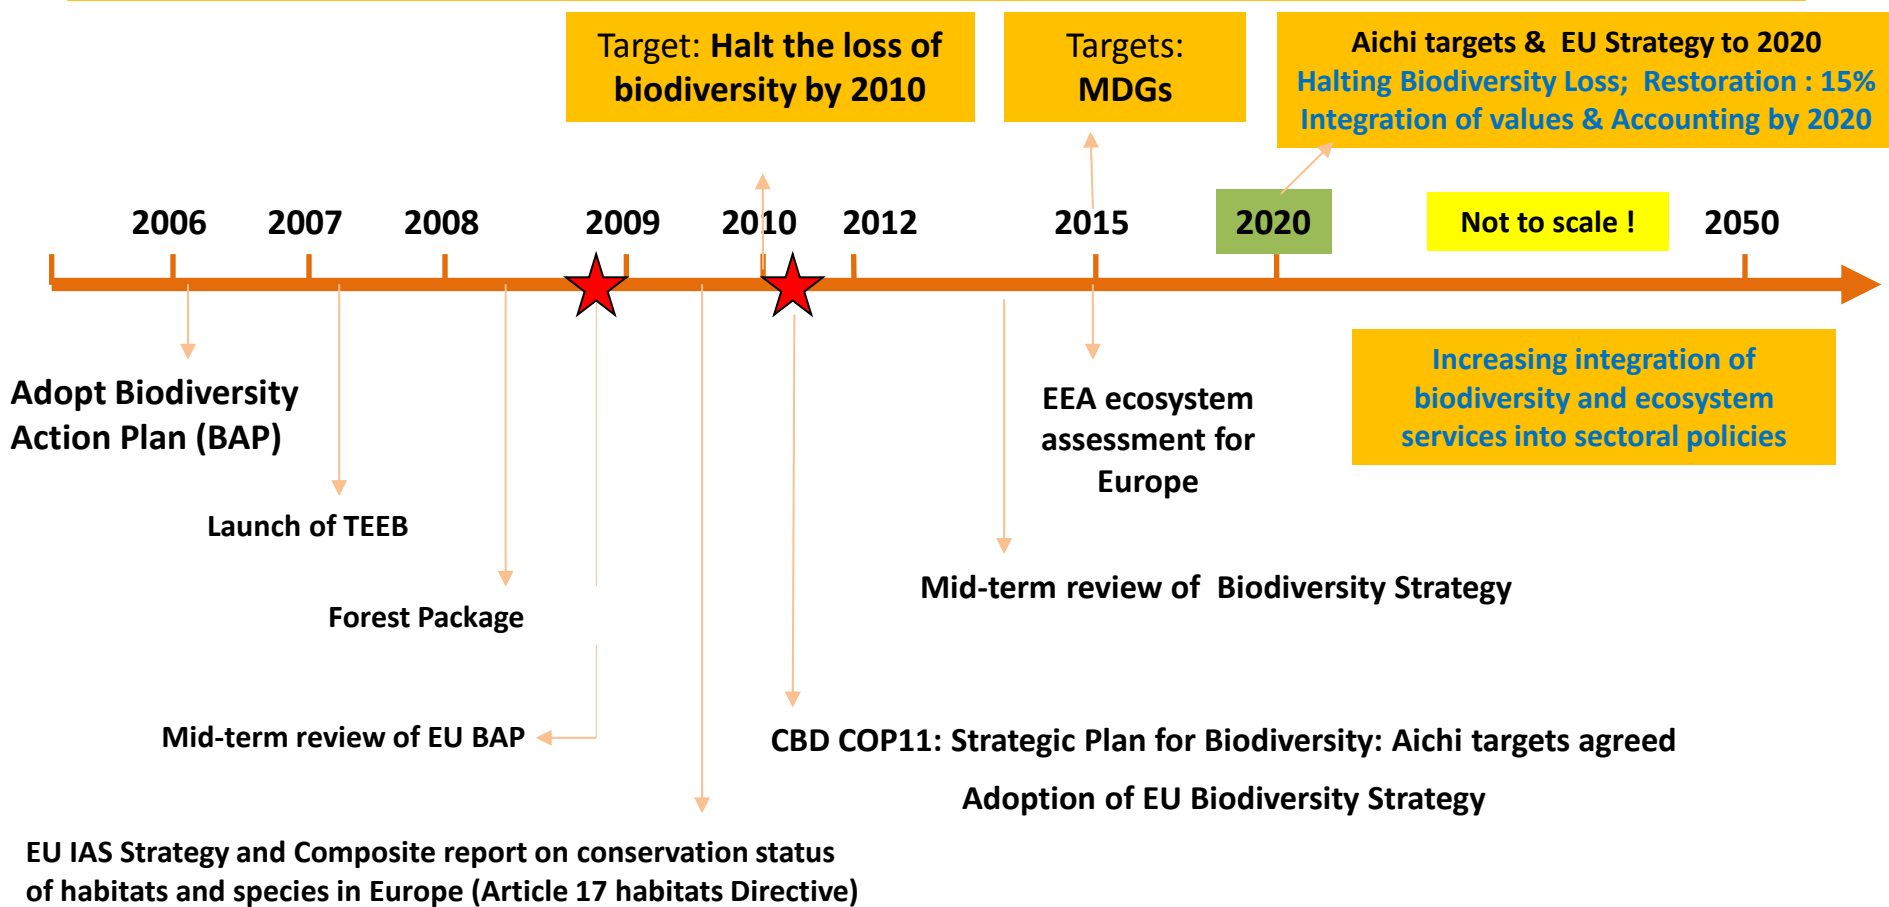 Target: Halt the loss of
biodiversity by 2010
Targets:
MDGs
Aichi targets & EU Strategy to 2020
Halting Biodiversity Loss; Restoration : 15%
Integration of values & Accounting by 2020
2006 2007 2008 2009 2010 2012 2015 2020 Not to scale ! 2050
Adopt Biodiversity
Action Plan (BAP)
EEA ecosystem
assessment for
Europe
Increasing integration of
biodiversity and ecosystem
services into sectoral policies
Launch of TEEB
Forest Package
Mid-term review of Biodiversity Strategy
Mid-term review of EU BAP
CBD COP11: Strategic Plan for Biodiversity: Aichi targets agreed
Adoption of EU Biodiversity Strategy
EU IAS Strategy and Composite report on conservation status
of habitats and species in Europe (Article 17 habitats Directive)